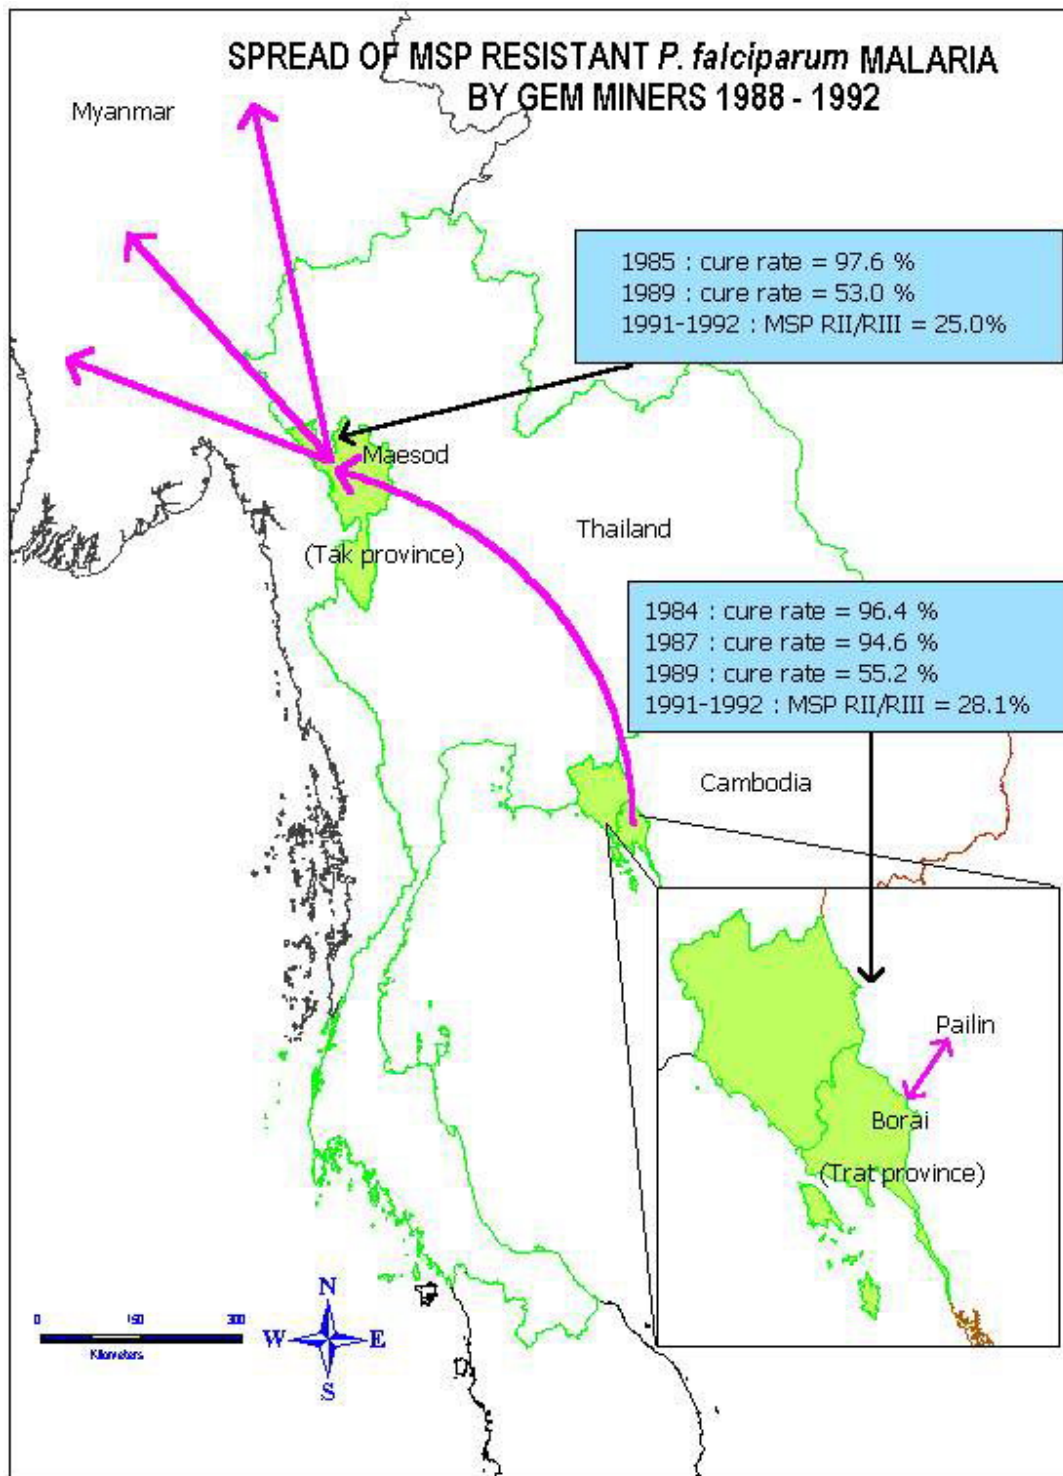 SPREAD OF MSP RESISTANT P. falciparum MALARIA
BY GEM MINERS 1988 - 1992
Myanmar
1985 : cure rate = 97.6 %
1989 : cure rate = 53.0 %
1991-1992 : MSP RII/RIII = 25.0%
Maesod
(Tak province)
Thailand
1984 : cure rate = 96.4 %
1987 : cure rate = 94.6 %
1989 : cure rate = 55.2 %
1991-1992 : MSP RII/RIII = 28.1%
Cambodia
Pailin
Borai
(Trat province)
N
W E
S
0 150 300
Kilometers